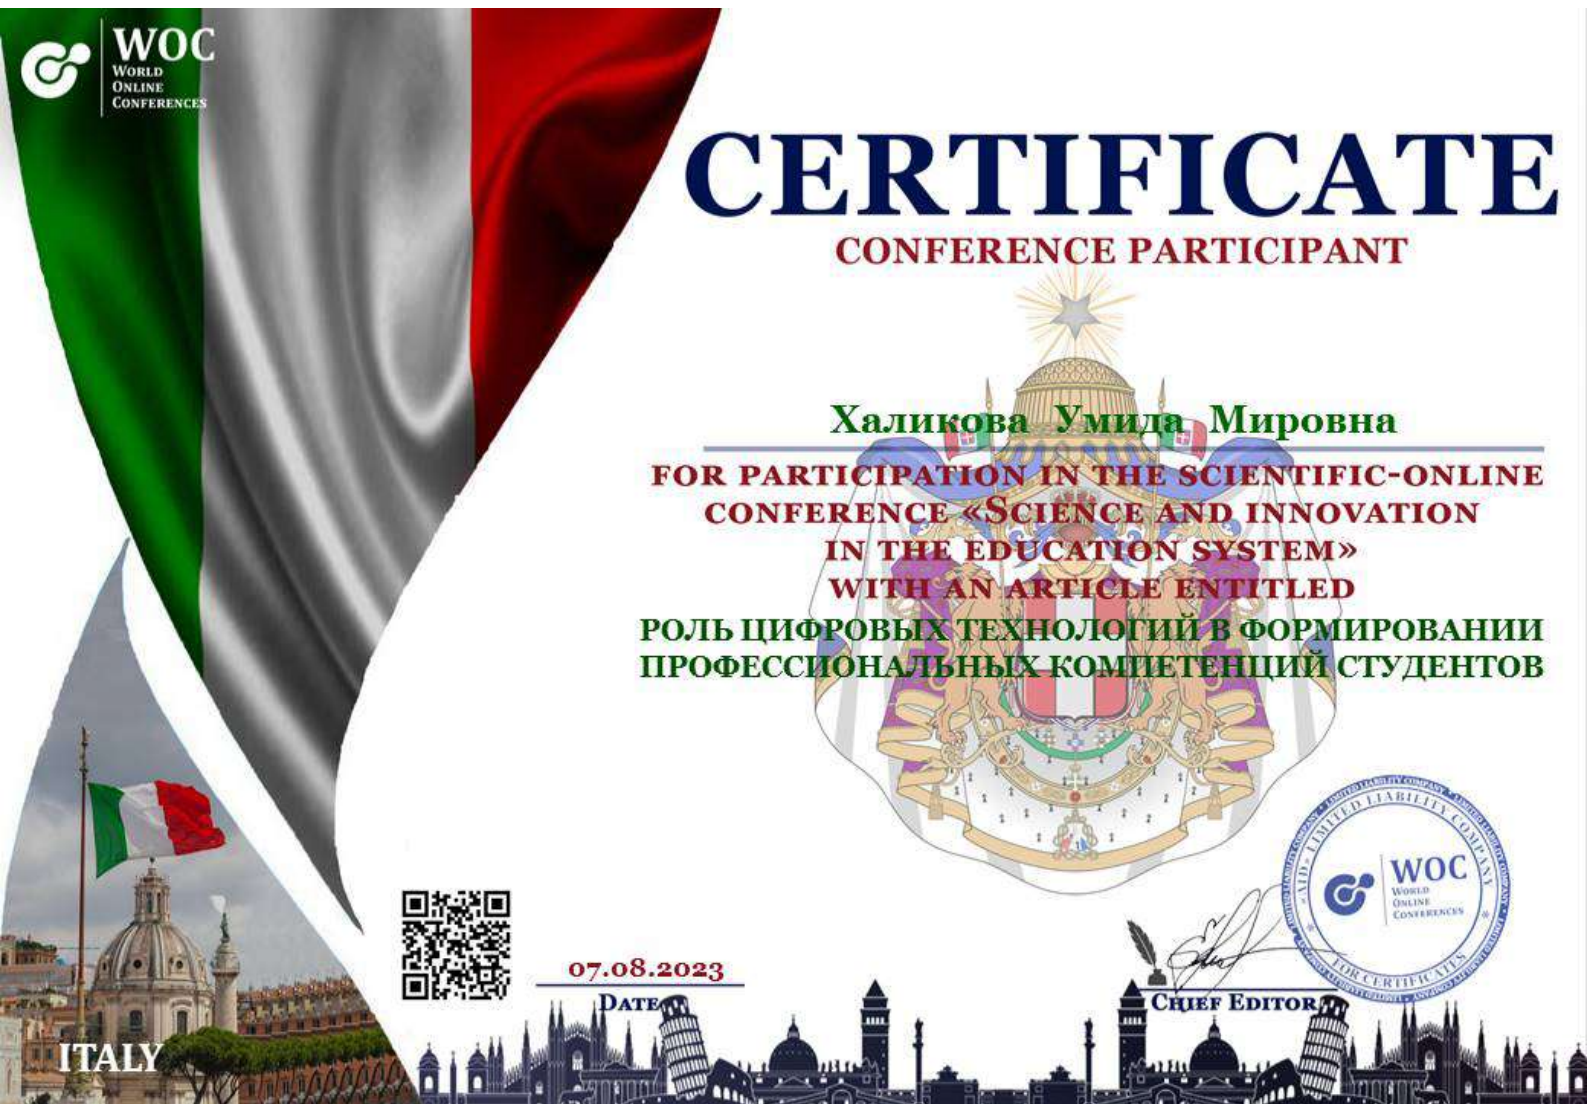 WOC
WORLD
ONLINE
CONFERENCES
CERTIFICATE
CONFERENCE PARTICIPANT
Халикова Умида Мировна
FOR PARTICIPATION IN THE SCIENTIFIC-ONLINE
CONFERENCE «SCIENCE AND INNOVATION
IN THE EDUCATION SYSTEM»
WITH AN ARTICLE ENTITLED
РОЛЬ ЦИФРОВЫХ ТЕХНОЛОГИЙ В ФОРМИРОВАНИИ
ПРОФЕССИОНАЛЬНЫХ КОМПЕТЕНЦИЙ СТУДЕНТОВ
07.08.2023
DATE
CHIEF EDITOR
«AID» LIMITED LIABILITY COMPANY
WOC
WORLD
ONLINE
CONFERENCES
FOR CERTIFICATES
ITALY